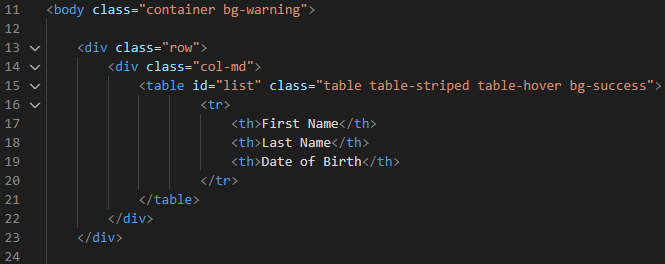 11 <body class="container bg-warning">
12
13 <div class="row">
14 <div class="col-md">
15 <table id="list" class="table table-striped table-hover bg-success">
16 <tr>
17 <th>First Name</th>
18 <th>Last Name</th>
19 <th>Date of Birth</th>
20 </tr>
21 </table>
22 </div>
23 </div>
24